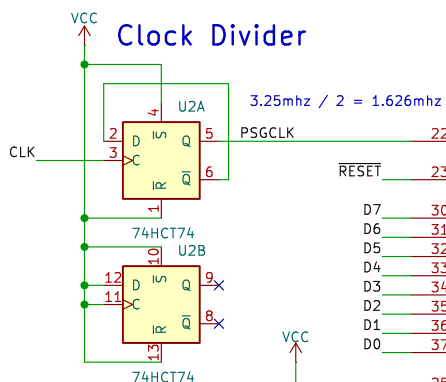 VCC
Clock Divider
4
U2A
3.25mhz / 2 = 1.626mhz
S
2 D Q 5 PSGCLK 22
CLK 3 C
R Q 6 RESET 23
1
74HCT74
D7 30
U2B
10
D6 31
S
D5 32
12 D Q 9 D4 33
11 C D3 34
D2 35
R Q 8 D1 36
13
D0 37
VCC
74HCT74